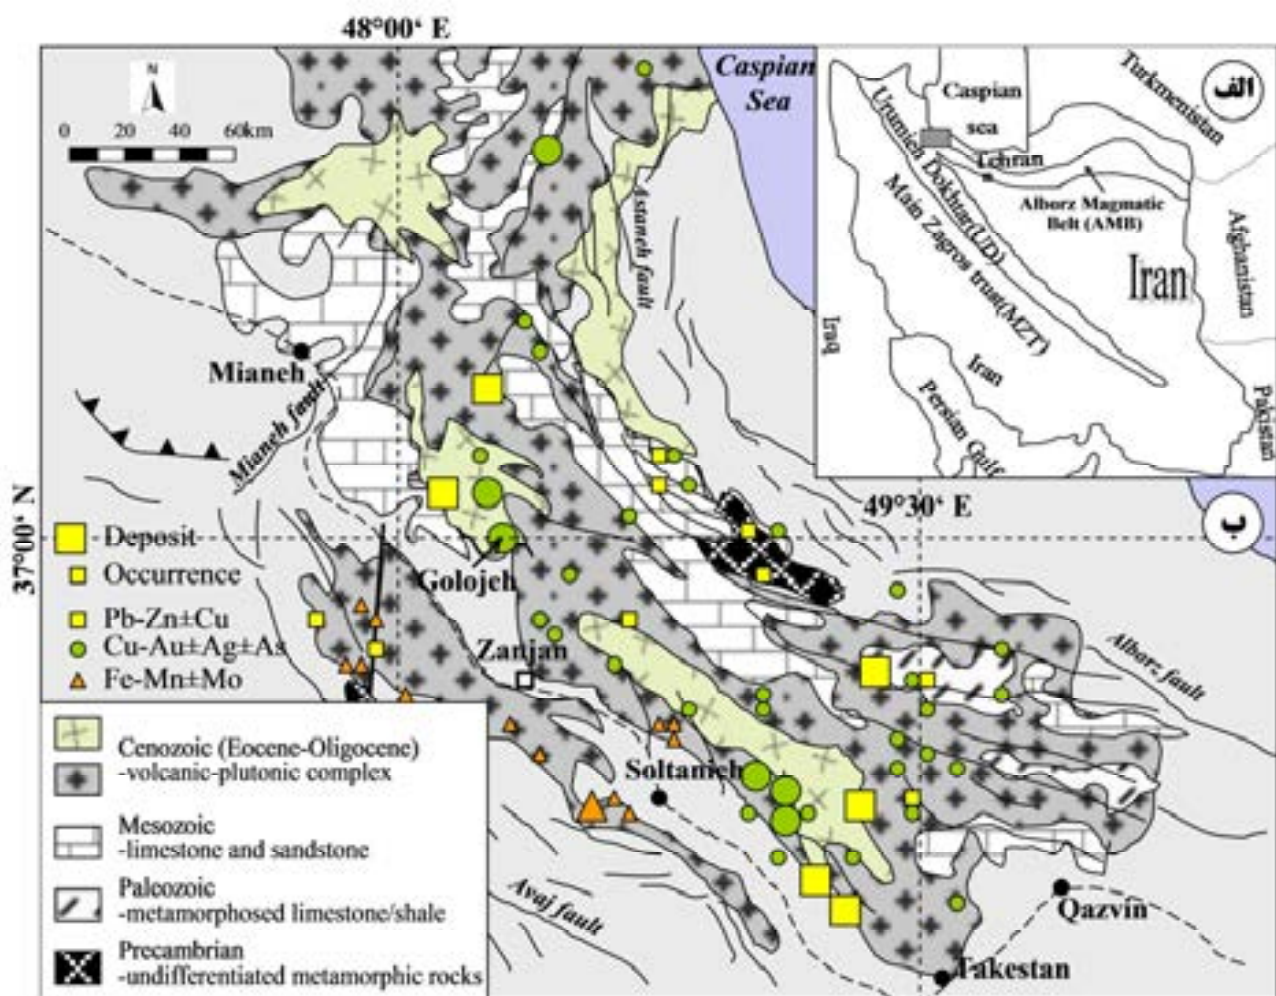 48°00‘ E
N
0 20 40 60km
Caspian
Sea
Astaneh fault
Mianeh
Mianeh fault
37°00‘ N
49°30‘ E
Deposit
Occurrence
Pb-Zn±Cu
Cu-Au±Ag±As
Fe-Mn±Mo
Golojeh
Zanjan
Soltanieh
Alborz fault
Avaj fault
Qazvin
Takestan
Cenozoic (Eocene-Oligocene)
-volcanic-plutonic complex
Mesozoic
-limestone and sandstone
Paleozoic
-metamorphosed limestone/shale
Precambrian
-undifferentiated metamorphic rocks
الف
Turkmenistan
Caspian
sea
Tehran
Urumieh Dokhtar(UD)
Main Zagros trust(MZT)
Alborz Magmatic
Belt (AMB)
Iran
Afghanistan
Iraq
Iran
Persian Gulf
Pakistan
ب